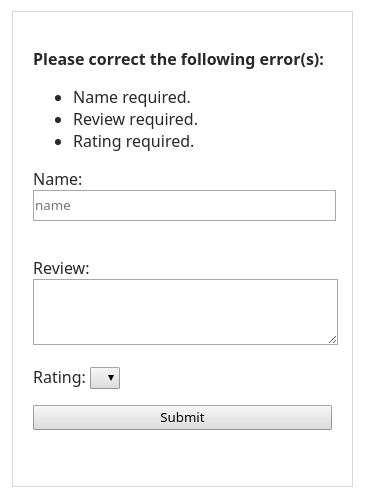 Please correct the following error(s):
Name required.
Review required.
Rating required.
Name:
name
Review:
Rating:
Submit